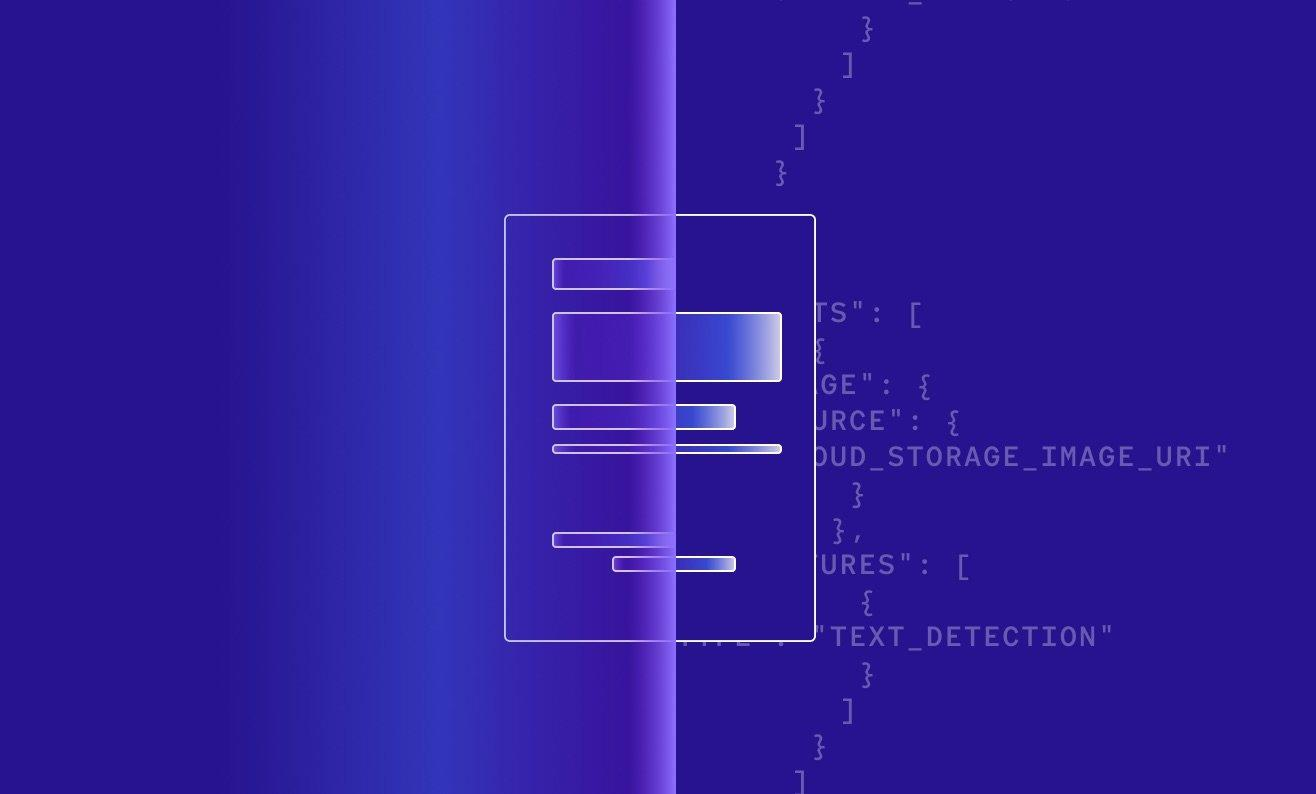 }
]
}
]
}
TS": [
{
GE": {
URCE": {
OUD_STORAGE_IMAGE_URI"
}
},
URES": [
{
"TEXT_DETECTION"
}
]
}
]